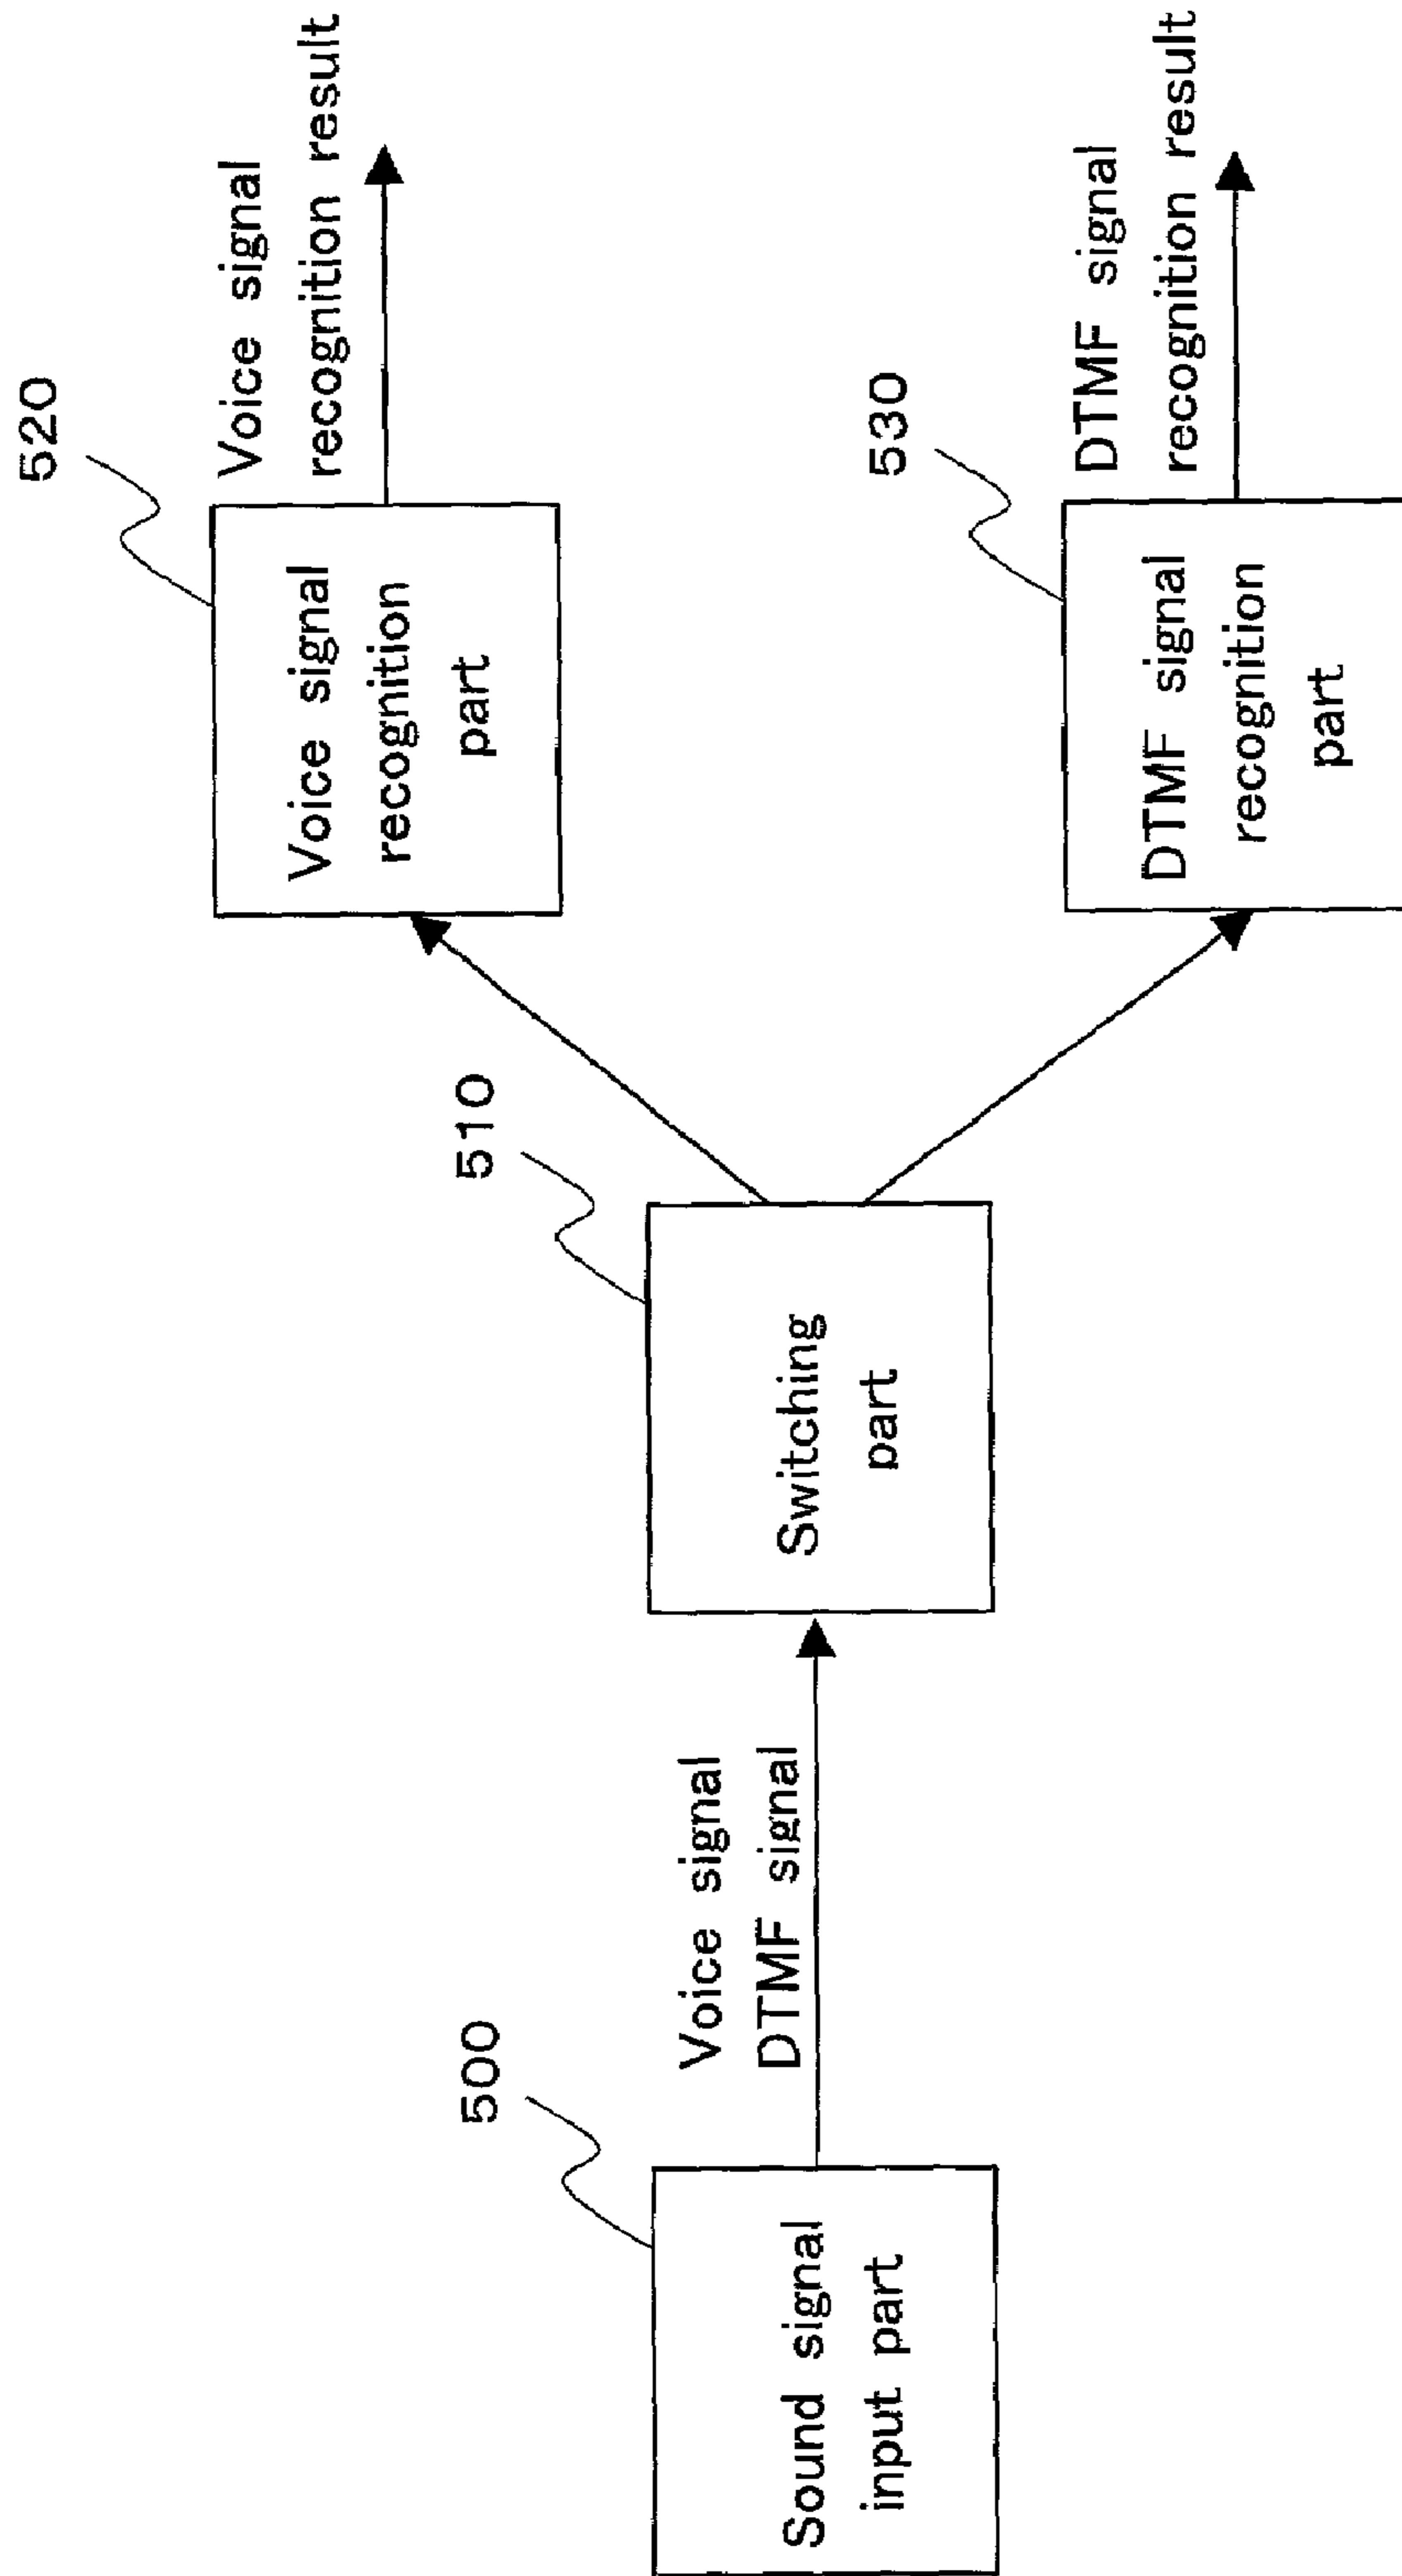 500
Sound signal
input part
Voice signal
DTMF signal
510
Switching
part
520
Voice signal
recognition
part
Voice signal
recognition result
530
DTMF signal
recognition
part
DTMF signal
recognition result